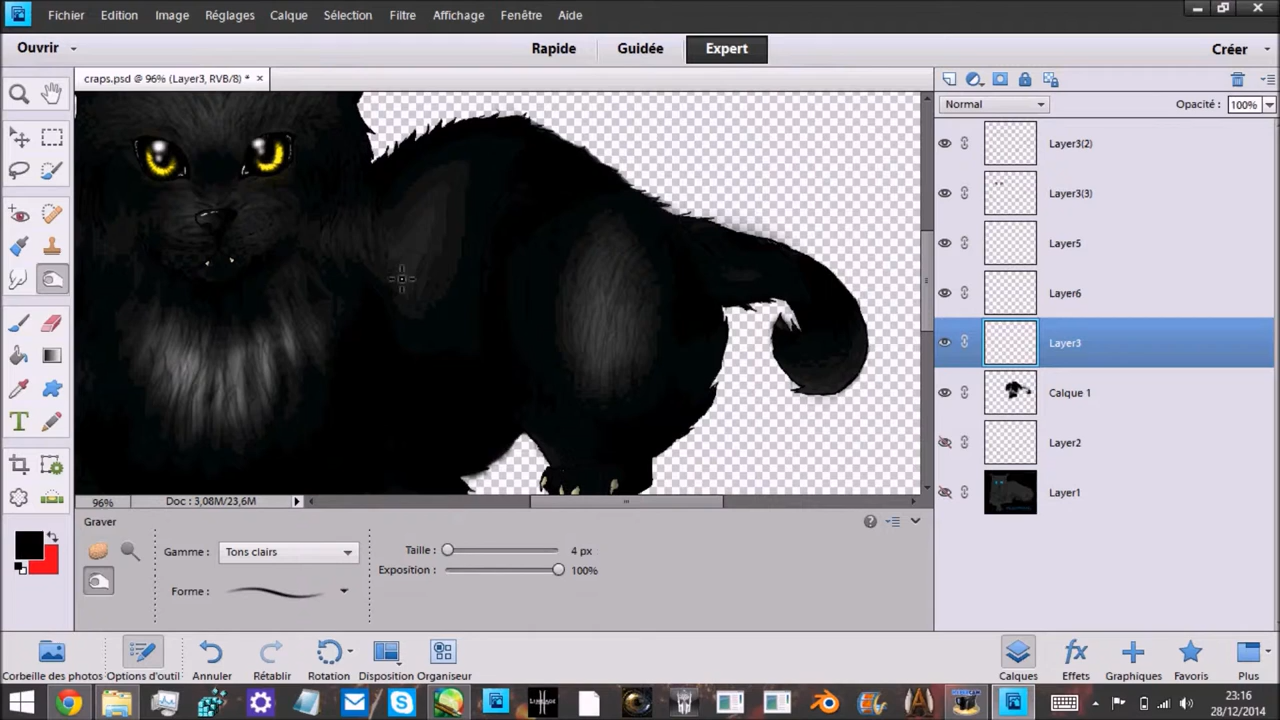 Fichier Edition Image Réglages Calque Sélection Filtre Affichage Fenêtre Aide
Ouvrir Rapide Guidée Expert Créer
craps.psd @ 96% (Layer3, RVB/8) *
Normal Opacité : 100%
Layer3(2)
Layer3(3)
Layer5
Layer6
Layer3
Calque 1
Layer2
Layer1
96% Doc : 3,08M/23,6M
Graver
Gamme : Tons clairs Taille : 4 px
Exposition : 100%
Forme :
Corbeille des photos Options d'outil Annuler Rétablir Rotation Disposition Organiseur Calques Effets Graphiques Favoris Plus
23:16
28/12/2014